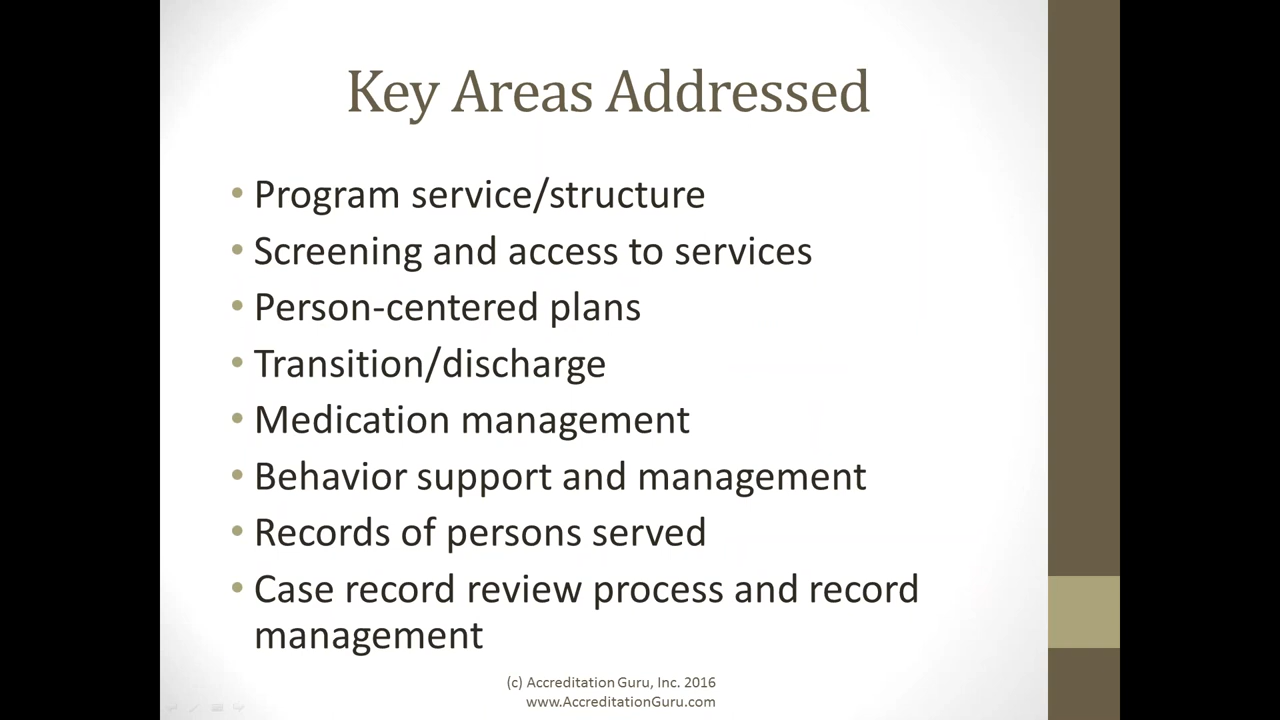 Key Areas Addressed
• Program service/structure
• Screening and access to services
• Person-centered plans
• Transition/discharge
• Medication management
• Behavior support and management
• Records of persons served
• Case record review process and record
management
(c) Accreditation Guru, Inc. 2016
www.AccreditationGuru.com